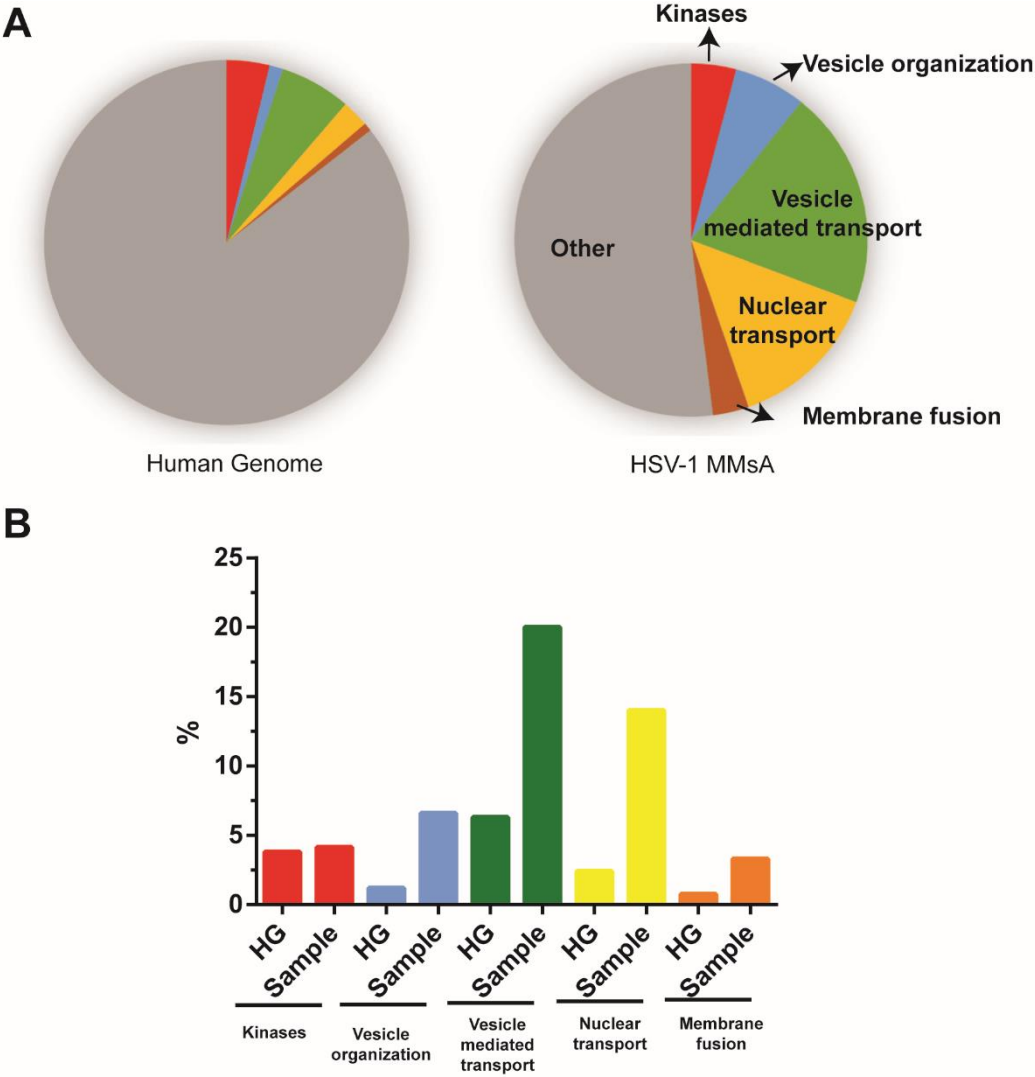 A
Kinases
Vesicle organization
Vesicle
mediated transport
Other
Nuclear
transport
Membrane fusion
Human Genome
HSV-1 MMsA
B
25
20
15
10
5
0
%
HG
Sample
HG
Sample
HG
Sample
HG
Sample
HG
Sample
Kinases
Vesicle
organization
Vesicle
mediated
transport
Nuclear
transport
Membrane
fusion